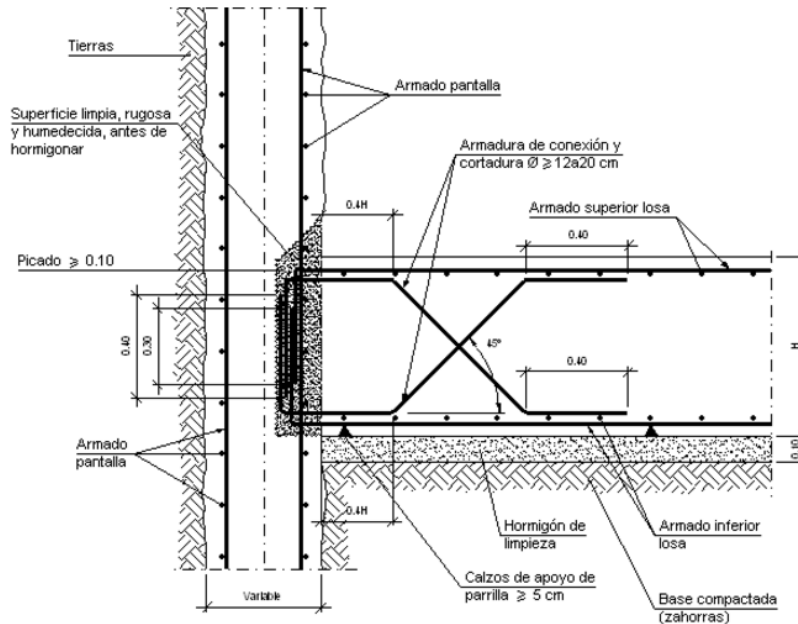 Tierras
Armado pantalla
Superficie limpia, rugosa
y humedecida, antes de
hormigonar
Armadura de conexión y
cortadura Ø ≥12a20 cm
0.4H
Armado superior losa
0.40
Picado ≥ 0.10
0.40
0.30
45º
H
0.40
Armado
pantalla
0.10
0.4H
Hormigón de
limpieza
Armado inferior
losa
Variable
Calzos de apoyo de
parrilla ≥ 5 cm
Base compactada
(zahorras)